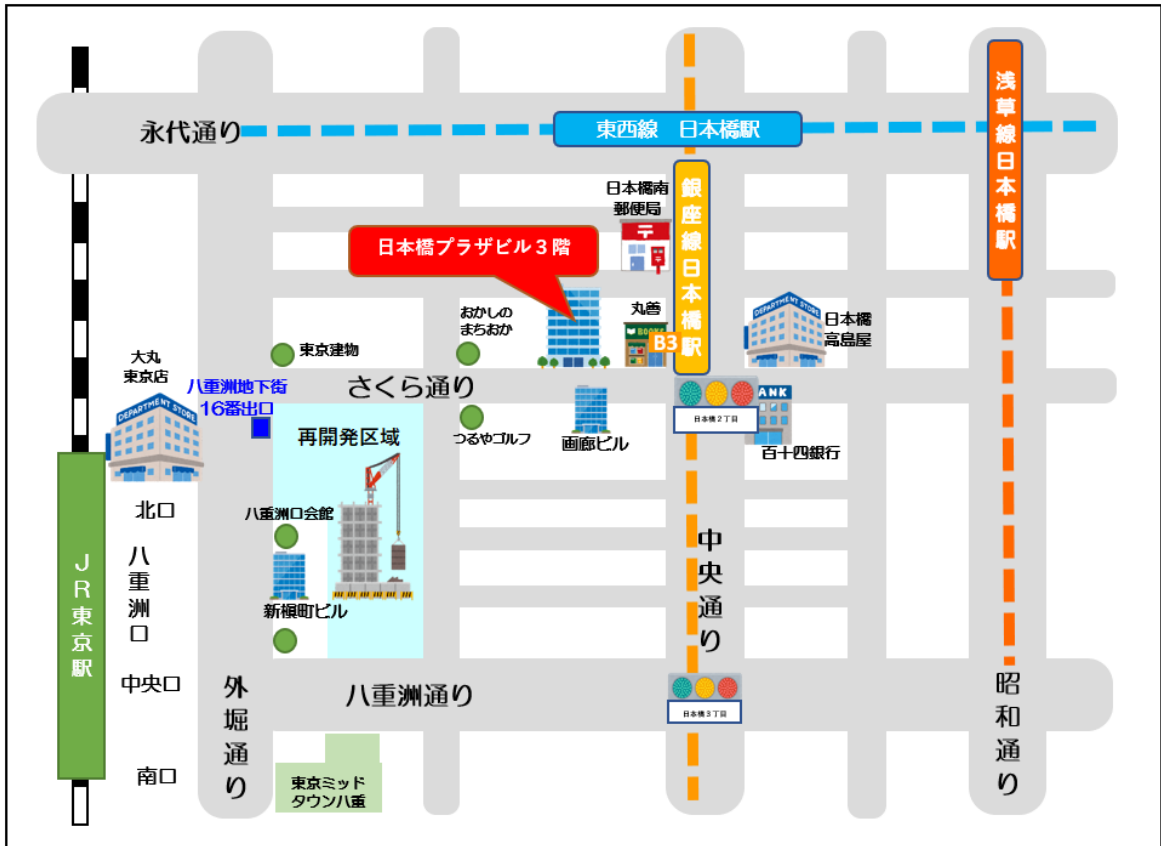 永代通り
東西線 日本橋駅
浅草線日本橋駅
日本橋南
郵便局
銀座線日本橋駅
日本橋プラザビル3階
おかしの
まちおか
丸善
BOOKS
B3
DEPARTMENT STORE
日本橋
高島屋
大丸
東京店
東京建物
八重洲地下街
16番出口
さくら通り
DEPARTMENT STORE
再開発区域
つるやゴルフ
画廊ビル
日本橋2丁目
ANK
百十四銀行
北口
八重洲口会館
八重洲口
JR東京駅
中央通り
新槇町ビル
中央口
外堀通り
八重洲通り
日本橋3丁目
昭和通り
南口
東京ミッド
タウン八重